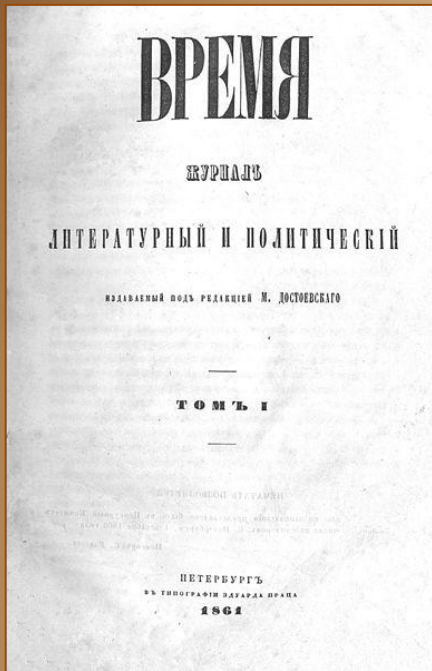 ВРЕМЯ
ЖУРНАЛЪ
ЛИТЕРАТУРНЫЙ И ПОЛИТИЧЕСКІЙ
ИЗДАВАЕМЫЙ ПОДЪ РЕДАКЦІЕЙ М. ДОСТОЕВСКАГО
ТОМЪ I
ПЕТЕРБУРГЪ
ВЪ ТИПОГРАФІИ ЭДУАРДА ПРАЦА
1861